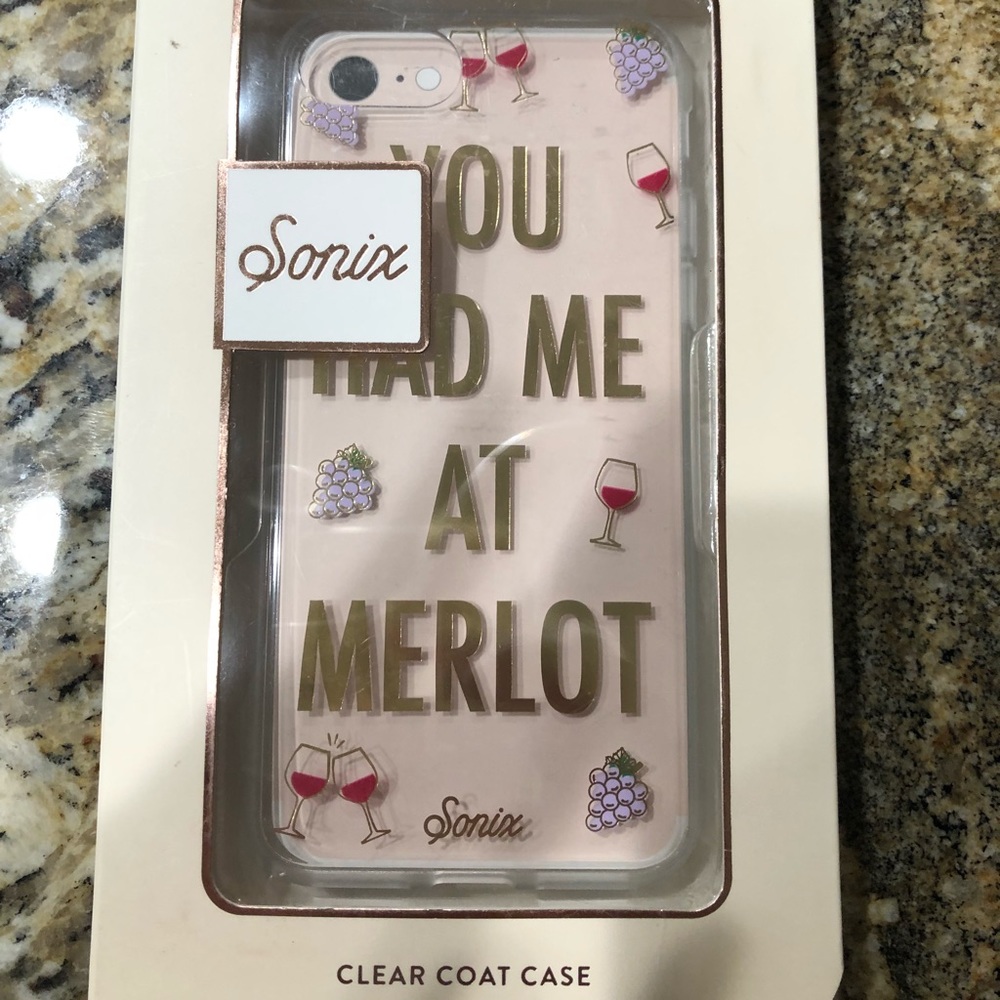 YOU
Sonix
HAD ME
AT
MERLOT
Sonix
CLEAR COAT CASE